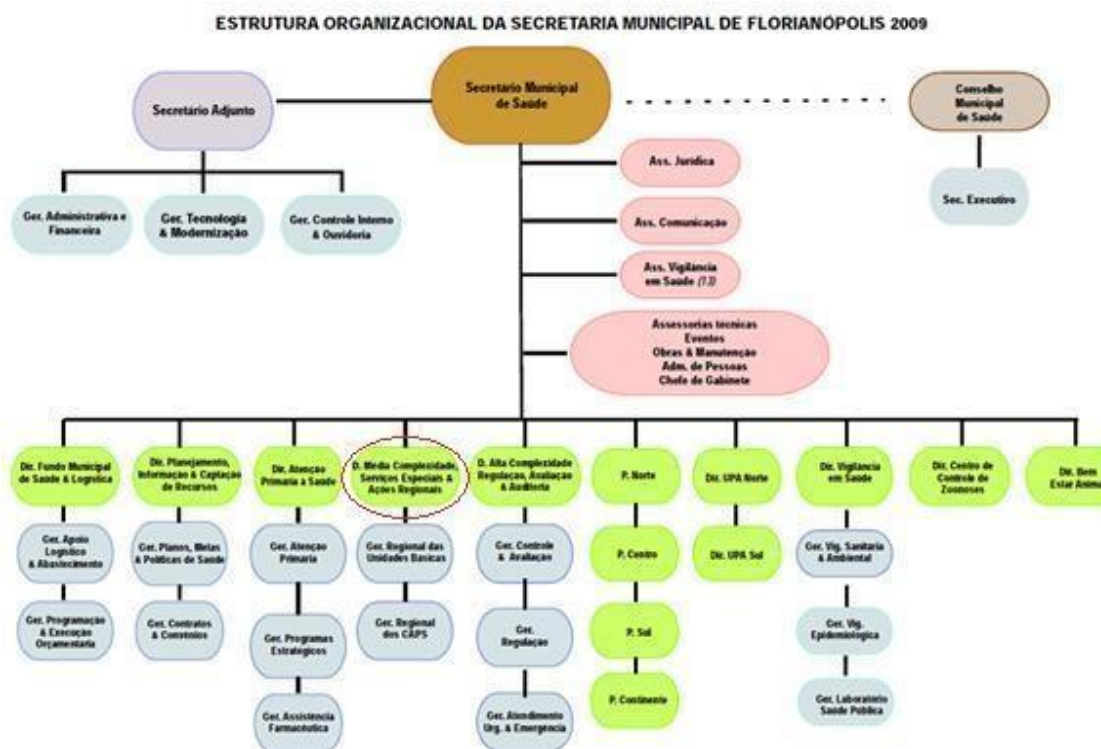 ESTRUTURA ORGANIZACIONAL DA SECRETARIA MUNICIPAL DE FLORIANÓPOLIS 2009
Secretário Municipal
de Saúde
Secretário Adjunto
Conselho
Municipal
de Saúde
Ass. Jurídica
Ger. Administrativa e
Financeira
Ger. Tecnologia
& Modernização
Ger. Controle Interno
& Ouvidoria
Sec. Executivo
Ass. Comunicação
Ass. Vigilância
em Saúde (13)
Assessorias técnicas
Eventos
Obras & Manutenção
Adm. de Pessoas
Chefe de Gabinete
Dir. Fundo Municipal
de Saúde & Logística
Dir. Planejamento,
Informação & Captação
de Recursos
Dir. Atenção
Primaria à Saúde
D. Média Complexidade,
Serviços Especiais &
Ações Regionais
D. Alta Complexidade
Regulação, Avaliação
& Auditoria
P. Norte
Dir. UPA Norte
Dir. Vigilância
em Saúde
Dir. Centro de
Controle de
Zoonoses
Dir. Bem
Estar Anima
Ger. Apoio
Logístico
& Abastecimento
Ger. Planos, Metas
& Políticas de Saúde
Ger. Atenção
Primaria
Ger. Regional das
Unidades Básicas
Ger. Controle
& Avaliação
P. Centro
Dir. UPA Sul
Ger. Vig. Sanitária
& Ambiental
Ger. Programação
& Execução
Orçamentária
Ger. Contratos
& Convênios
Ger. Programas
Estratégicos
Ger. Regional
dos CAPS
Ger.
Regulação
P. Sul
Ger. Vig.
Epidemiológica
Ger. Assistência
Farmacêutica
Ger. Atendimento
Urg. & Emergência
P. Continente
Ger. Laboratório
Saúde Pública